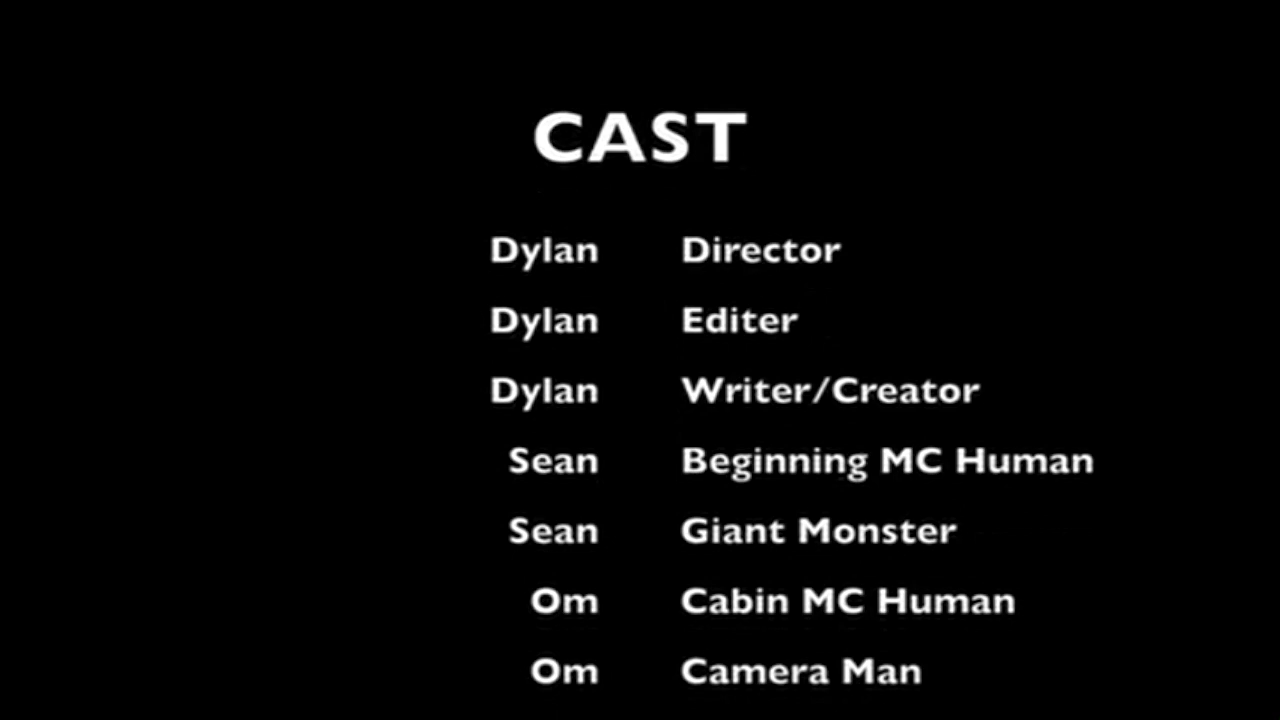 CAST
Dylan Director
Dylan Editer
Dylan Writer/Creator
Sean Beginning MC Human
Sean Giant Monster
Om Cabin MC Human
Om Camera Man